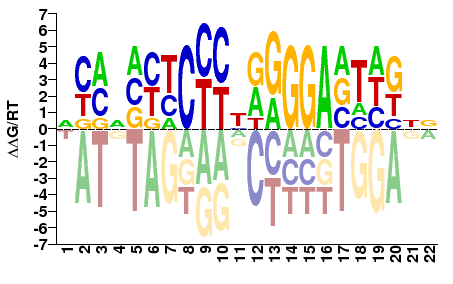 ΔΔG/RT
7
6
5
4
3
2
1
0
-1
-2
-3
-4
-5
-6
-7
A T
C T G A
A C G T
A G
A C G T
C T G A
T C A G
C A G T
C T A G
C T A G
T
G A T C
G A C T
G A C T
G A C T
A C G T
A G C T
T A C G
A T C G
G T C A
T
G A
1 2 3 4 5 6 7 8 9 10 11 12 13 14 15 16 17 18 19 20 21 22